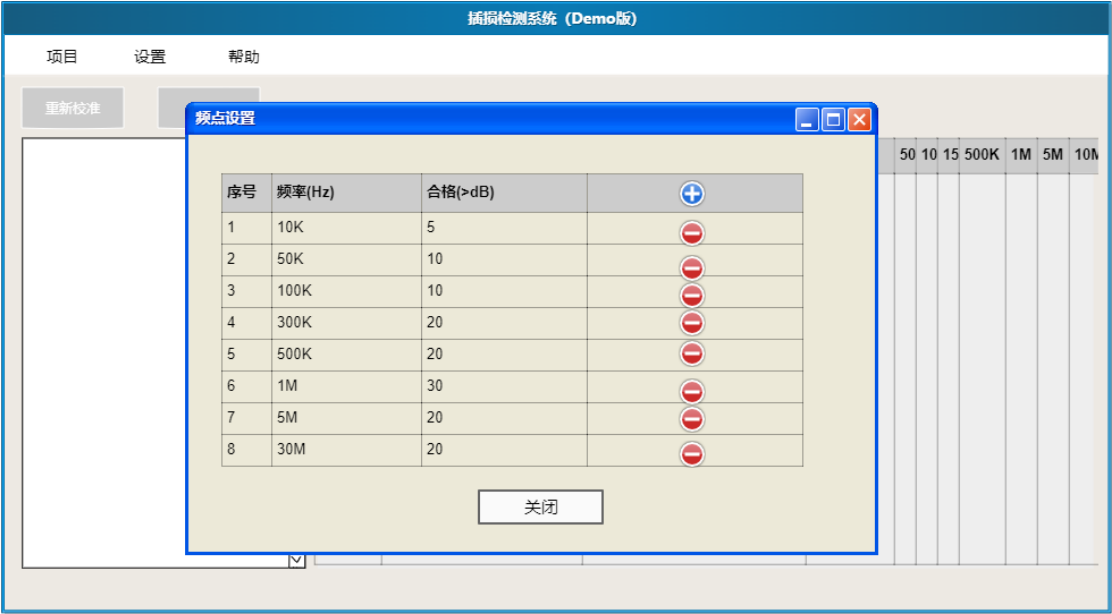 插损检测系统（Demo版）
项目 设置 帮助
重新校准
频点设置
50 10 15 500K 1M 5M 10M
序号 频率(Hz) 合格(>dB)
1 10K 5
2 50K 10
3 100K 10
4 300K 20
5 500K 20
6 1M 30
7 5M 20
8 30M 20
关闭